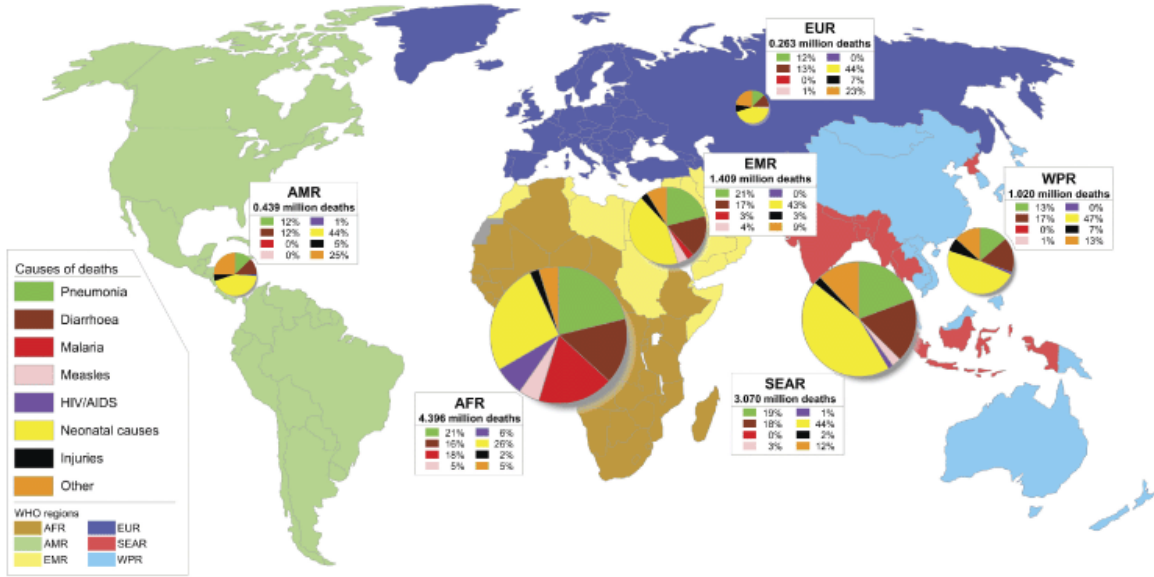 EUR
0.263 million deaths
12% 0%
13% 44%
0% 7%
1% 23%
EMR
1.409 million deaths
21% 0%
17% 43%
3% 3%
4% 9%
WPR
1.020 million deaths
13% 0%
17% 47%
0% 7%
1% 13%
AMR
0.439 million deaths
12% 1%
12% 44%
0% 5%
0% 25%
Causes of deaths
Pneumonia
Diarrhoea
Malaria
Measles
HIV/AIDS
Neonatal causes
Injuries
Other
WHO regions
AFR EUR
AMR SEAR
EMR WPR
AFR
4.396 million deaths
21% 6%
16% 26%
18% 2%
5% 5%
SEAR
3.070 million deaths
19% 1%
18% 44%
0% 2%
3% 12%